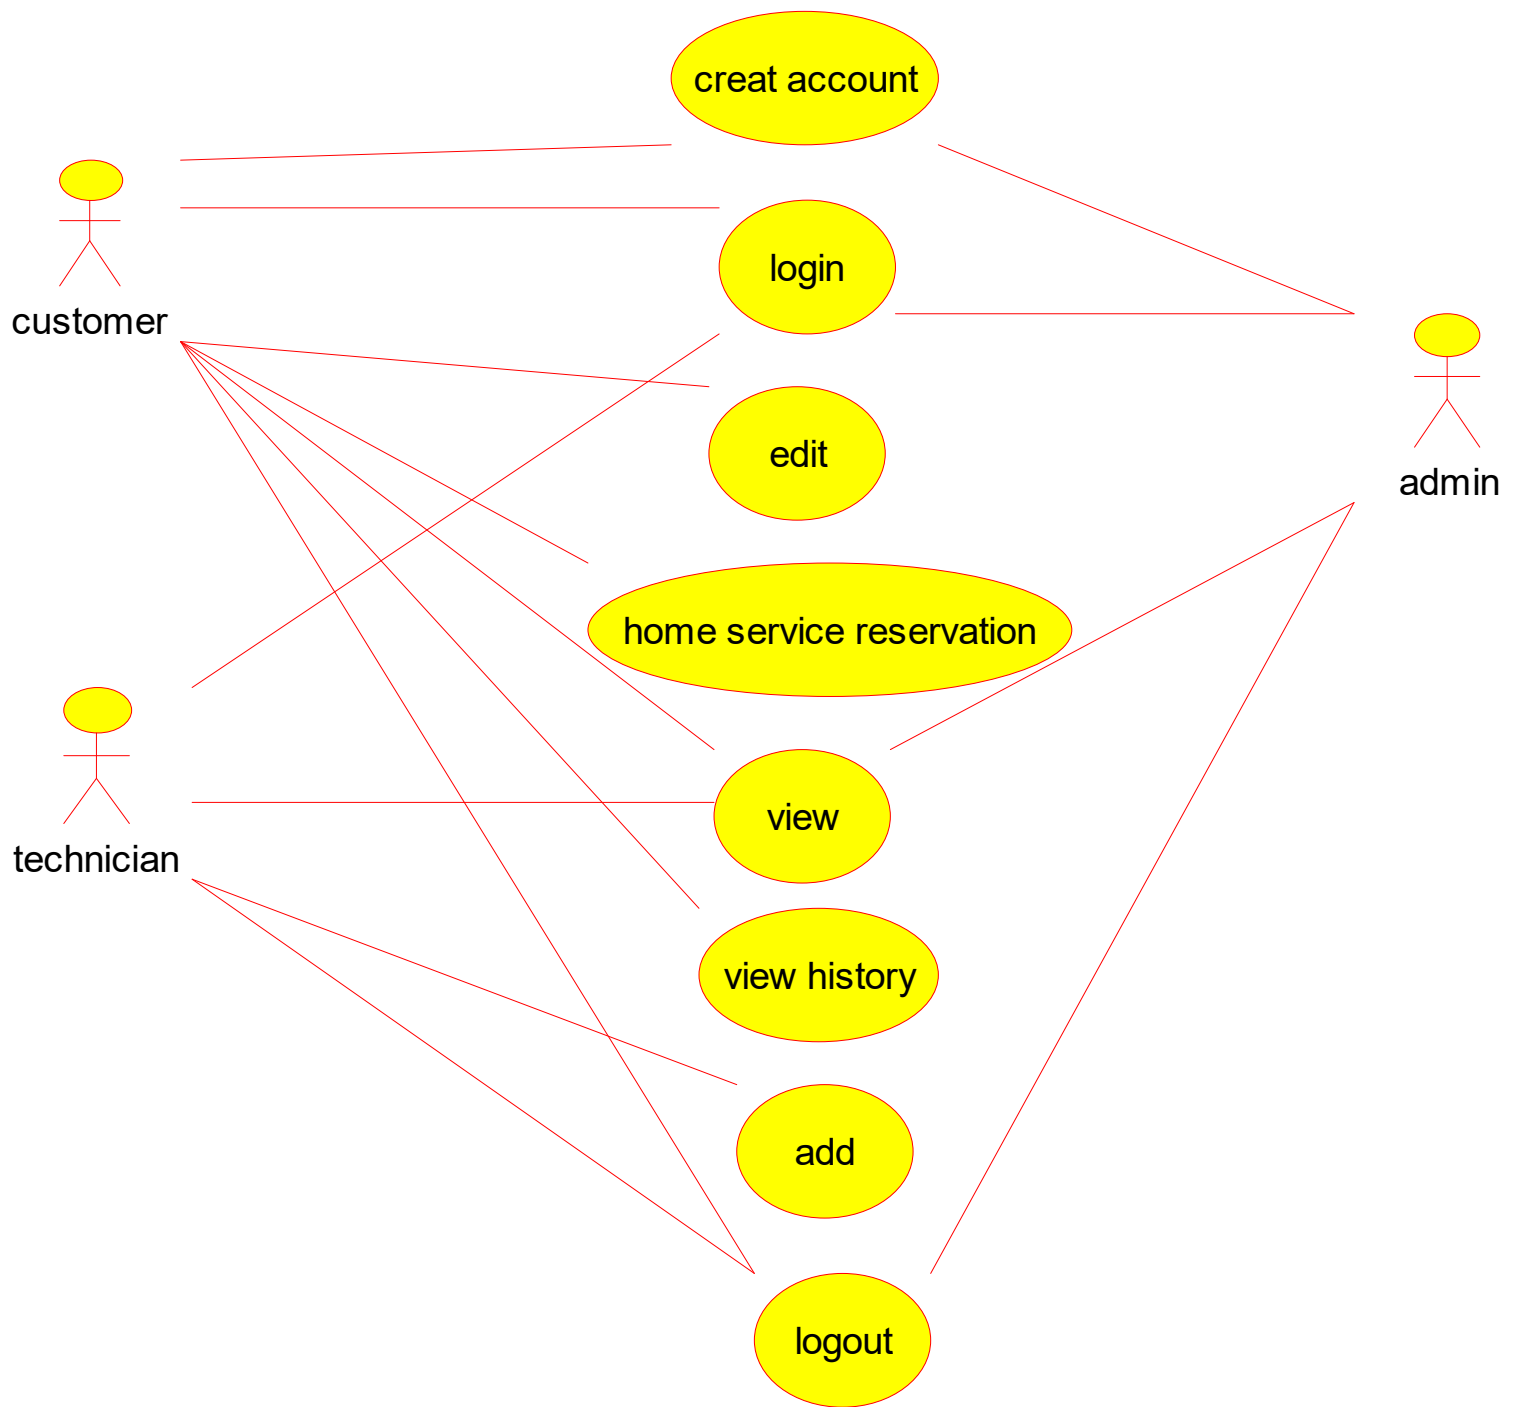 creat account
customer
login
admin
edit
home service reservation
technician
view
view history
add
logout